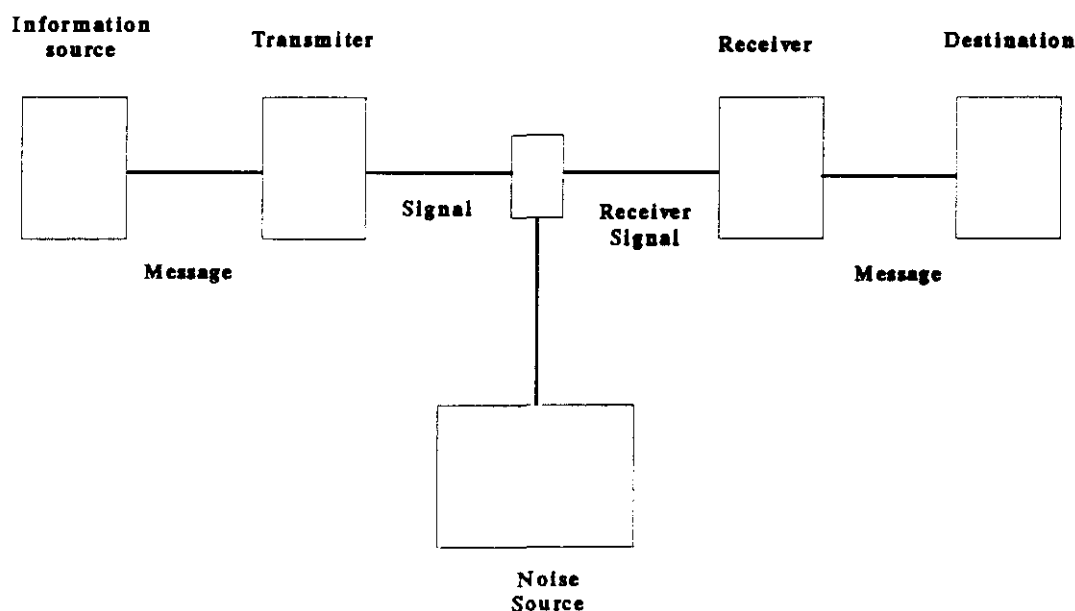 Information
source
Transmiter
Receiver
Destination
Signal
Receiver
Signal
Message
Message
Noise
Source